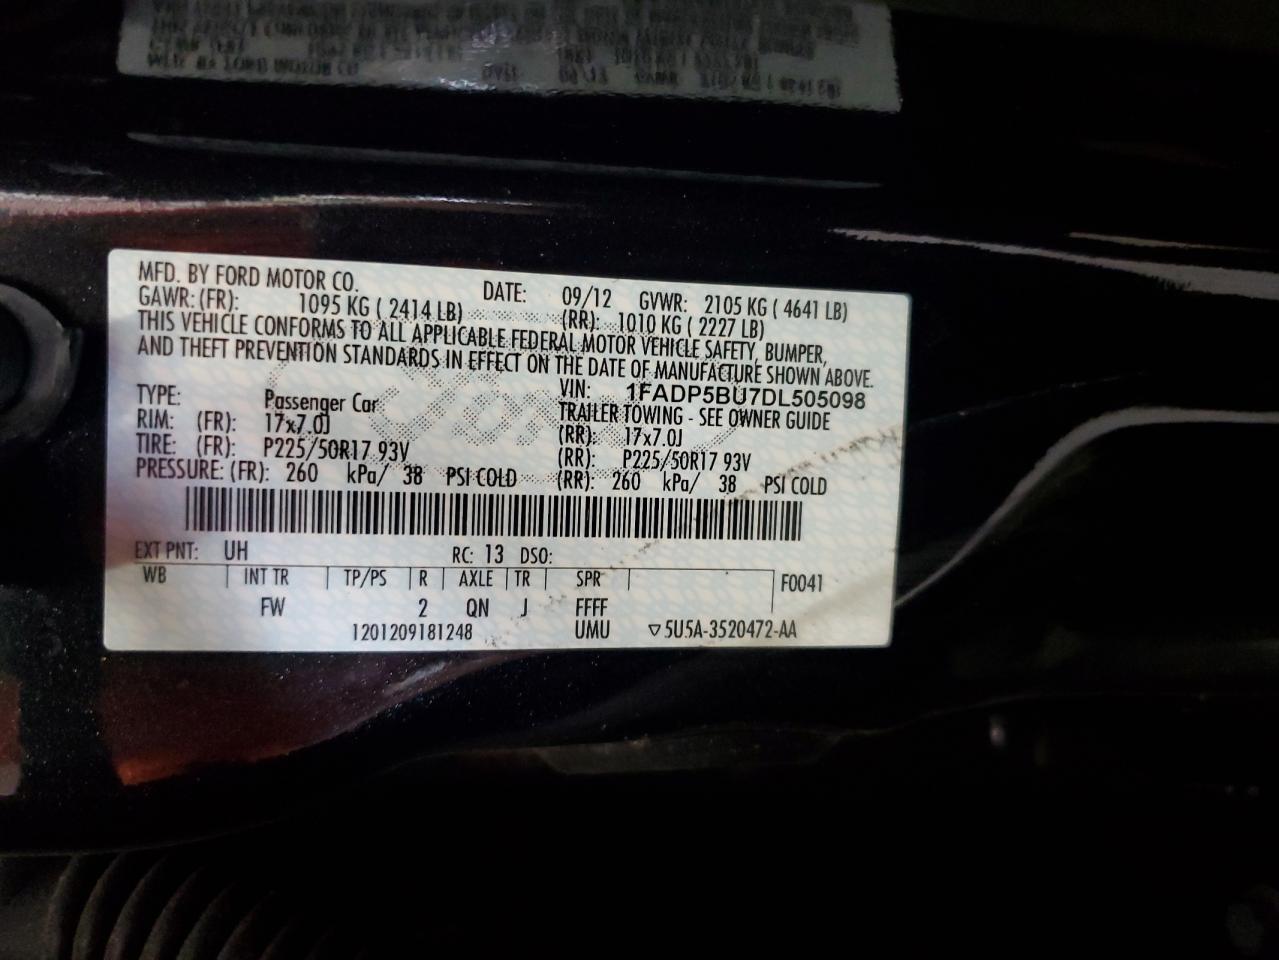 MFD. BY FORD MOTOR CO. DATE: 09/12 GVWR: 2105 KG ( 4641 LB)
GAWR: (FR): 1095 KG ( 2414 LB) (RR): 1010 KG ( 2227 LB)
THIS VEHICLE CONFORMS TO ALL APPLICABLE FEDERAL MOTOR VEHICLE SAFETY, BUMPER,
AND THEFT PREVENTION STANDARDS IN EFFECT ON THE DATE OF MANUFACTURE SHOWN ABOVE.
VIN: 1FADP5BU7DL505098
TYPE: Passenger Car TRAILER TOWING - SEE OWNER GUIDE
RIM: (FR): 17x7.0J (RR): 17x7.0J
TIRE: (FR): P225/50R17 93V (RR): P225/50R17 93V
PRESSURE: (FR): 260 kPa/ 38 PSI COLD (RR): 260 kPa/ 38 PSI COLD
EXT PNT: UH RC: 13 DSO:
WB INT TR TP/PS R AXLE TR SPR F0041
FW 2 QN J FFFF
1201209181248 UMU ▽5U5A-3520472-AA